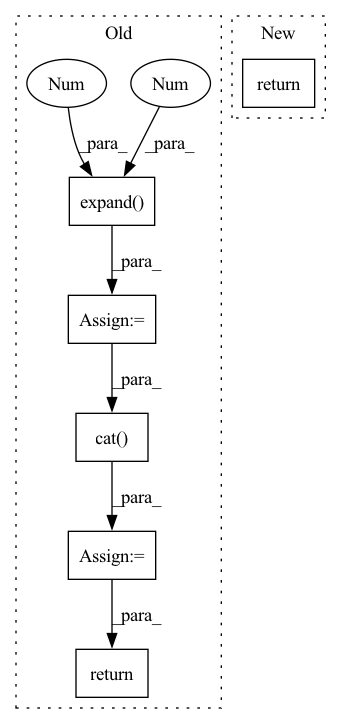 Old
New
Num
Num
return
_para_
_para_
expand()
_para_
Assign:=
_para_
cat()
_para_
Assign:=
_para_
return